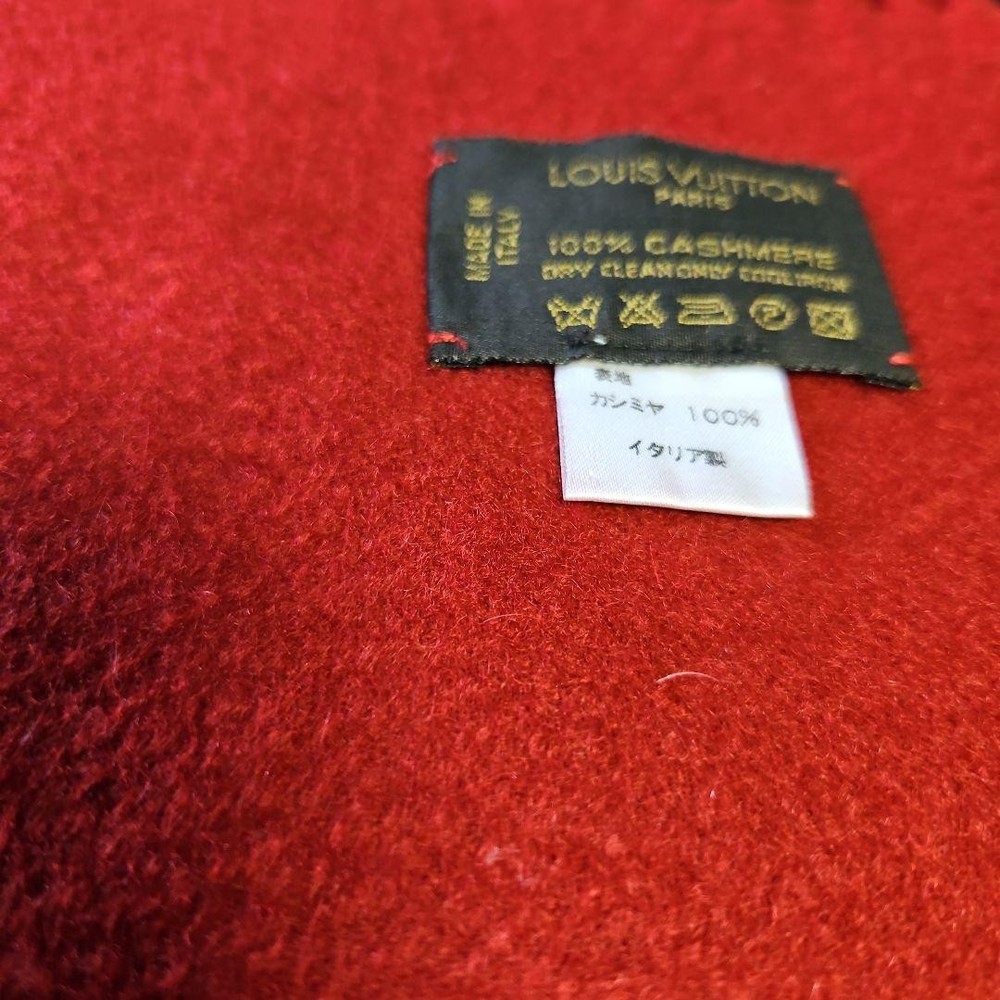 LOUIS VUITTON
PARIS
MADE IN
ITALY
100% CASHMERE
DRY CLEAN ONLY COOL IRON
P
表地
カシミヤ 100%
イタリア製